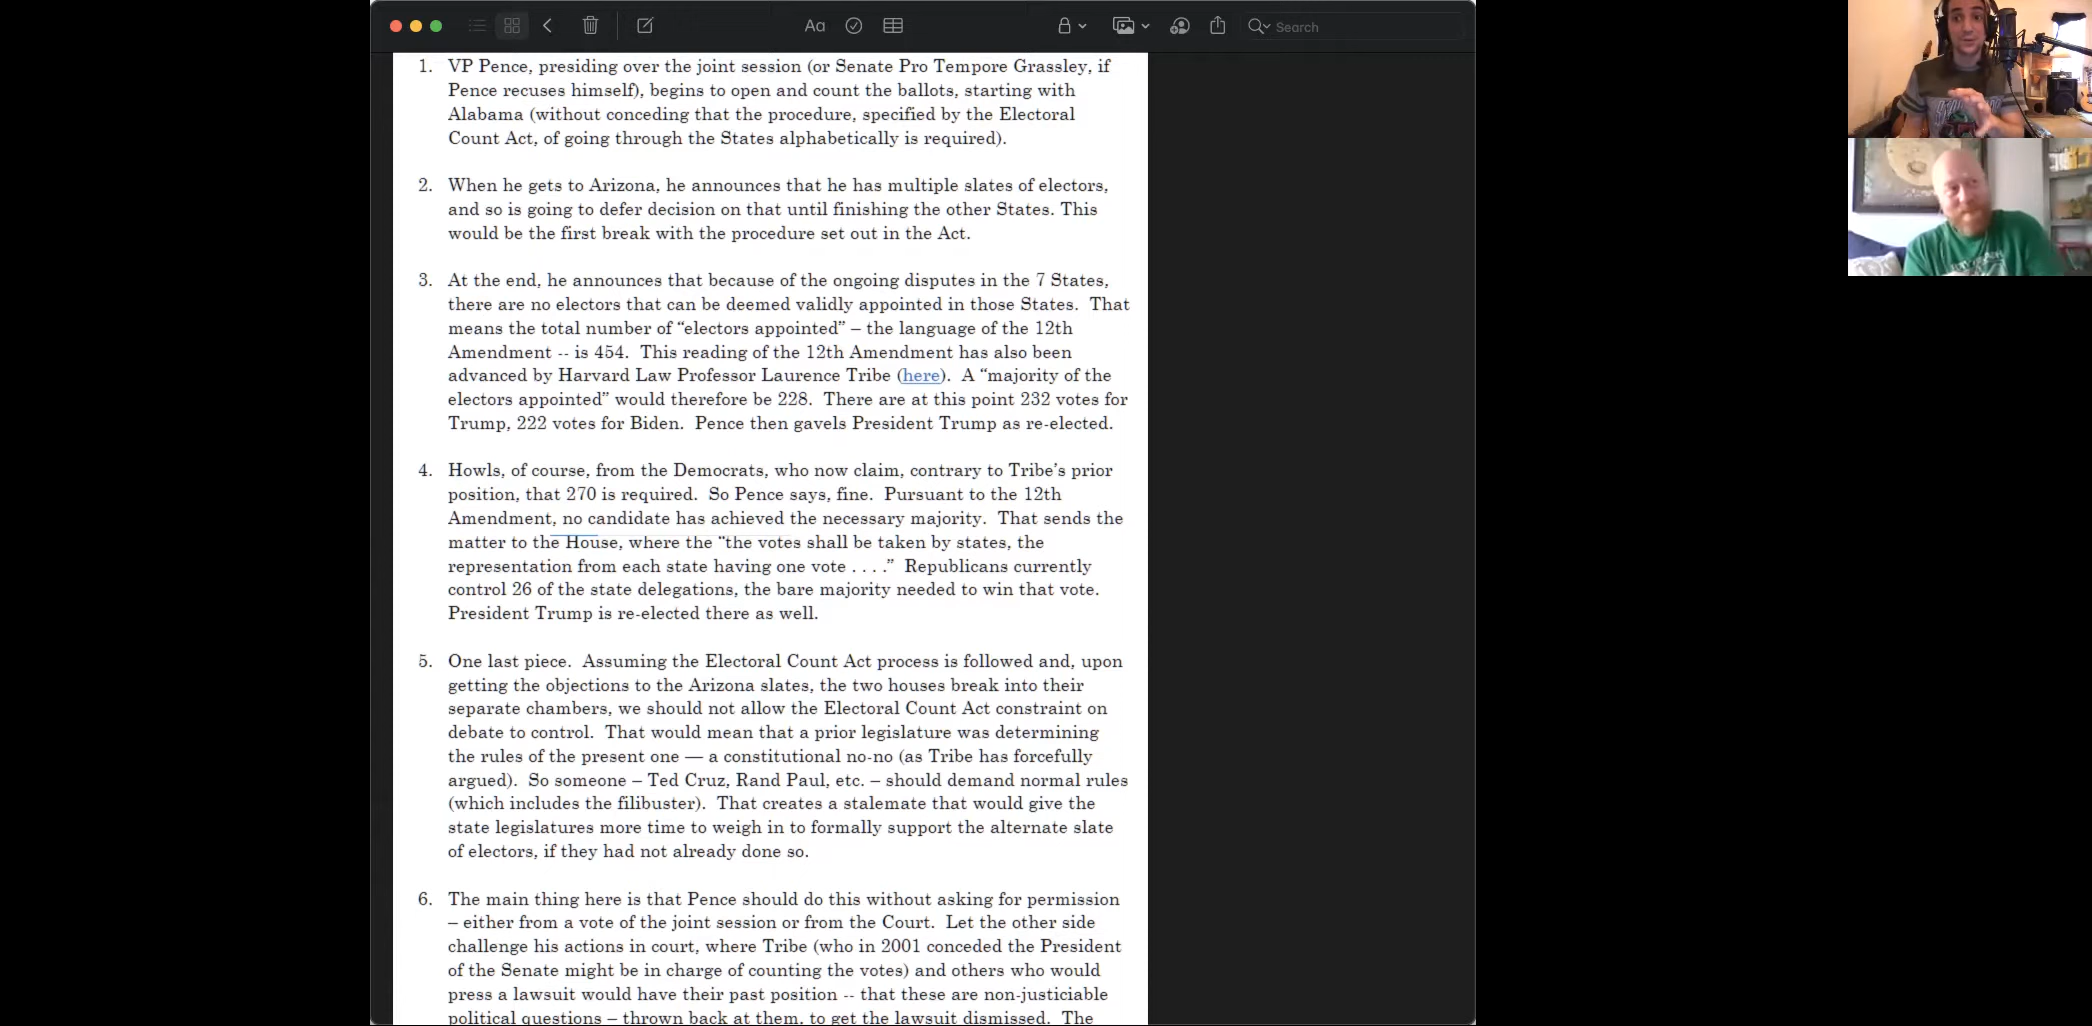 Aa
Search
1. VP Pence, presiding over the joint session (or Senate Pro Tempore Grassley, if
Pence recuses himself), begins to open and count the ballots, starting with
Alabama (without conceding that the procedure, specified by the Electoral
Count Act, of going through the States alphabetically is required).
2. When he gets to Arizona, he announces that he has multiple slates of electors,
and so is going to defer decision on that until finishing the other States. This
would be the first break with the procedure set out in the Act.
3. At the end, he announces that because of the ongoing disputes in the 7 States,
there are no electors that can be deemed validly appointed in those States. That
means the total number of “electors appointed” – the language of the 12th
Amendment -- is 454. This reading of the 12th Amendment has also been
advanced by Harvard Law Professor Laurence Tribe (here). A “majority of the
electors appointed” would therefore be 228. There are at this point 232 votes for
Trump, 222 votes for Biden. Pence then gavels President Trump as re-elected.
4. Howls, of course, from the Democrats, who now claim, contrary to Tribe’s prior
position, that 270 is required. So Pence says, fine. Pursuant to the 12th
Amendment, no candidate has achieved the necessary majority. That sends the
matter to the House, where the “the votes shall be taken by states, the
representation from each state having one vote . . . .” Republicans currently
control 26 of the state delegations, the bare majority needed to win that vote.
President Trump is re-elected there as well.
5. One last piece. Assuming the Electoral Count Act process is followed and, upon
getting the objections to the Arizona slates, the two houses break into their
separate chambers, we should not allow the Electoral Count Act constraint on
debate to control. That would mean that a prior legislature was determining
the rules of the present one — a constitutional no-no (as Tribe has forcefully
argued). So someone – Ted Cruz, Rand Paul, etc. – should demand normal rules
(which includes the filibuster). That creates a stalemate that would give the
state legislatures more time to weigh in to formally support the alternate slate
of electors, if they had not already done so.
6. The main thing here is that Pence should do this without asking for permission
– either from a vote of the joint session or from the Court. Let the other side
challenge his actions in court, where Tribe (who in 2001 conceded the President
of the Senate might be in charge of counting the votes) and others who would
press a lawsuit would have their past position -- that these are non-justiciable
political questions – thrown back at them, to get the lawsuit dismissed. The